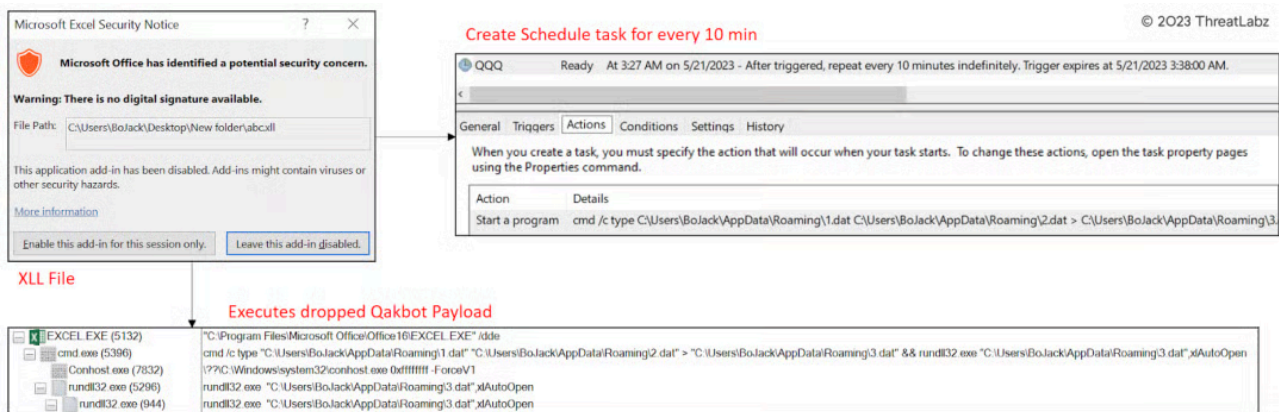 © 2023 ThreatLabz
Microsoft Excel Security Notice ? ×
Microsoft Office has identified a potential security concern.
Warning: There is no digital signature available.
File Path: C:\Users\BoJack\Desktop\New folder\abc.xll
This application add-in has been disabled. Add-ins might contain viruses or
other security hazards.
More information
Enable this add-in for this session only. Leave this add-in disabled.
XLL File
Create Schedule task for every 10 min
QQQ Ready At 3:27 AM on 5/21/2023 - After triggered, repeat every 10 minutes indefinitely. Trigger expires at 5/21/2023 3:38:00 AM.
General Triggers Actions Conditions Settings History
When you create a task, you must specify the action that will occur when your task starts. To change these actions, open the task property pages
using the Properties command.
Action Details
Start a program cmd /c type C:\Users\BoJack\AppData\Roaming\1.dat C:\Users\BoJack\AppData\Roaming\2.dat > C:\Users\BoJack\AppData\Roaming\3.
Executes dropped Qakbot Payload
EXCEL.EXE (5132) "C:\Program Files\Microsoft Office\Office16\EXCEL.EXE" /dde
cmd.exe (5396) cmd /c type "C:\Users\BoJack\AppData\Roaming\1.dat" "C:\Users\BoJack\AppData\Roaming\2.dat" > "C:\Users\BoJack\AppData\Roaming\3.dat" && rundll32.exe "C:\Users\BoJack\AppData\Roaming\3.dat",xlAutoOpen
Conhost.exe (7832) \??\C:\Windows\system32\conhost.exe 0xffffffff -ForceV1
rundll32.exe (5296) rundll32.exe "C:\Users\BoJack\AppData\Roaming\3.dat",xlAutoOpen
rundll32.exe (944) rundll32.exe "C:\Users\BoJack\AppData\Roaming\3.dat",xlAutoOpen